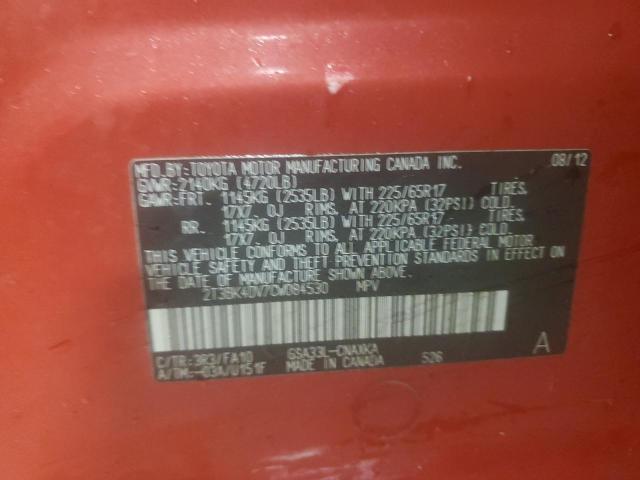 MFD. BY: TOYOTA MOTOR MANUFACTURING CANADA INC. 08/12
GVWR: 2140KG (4720LB)
GAWR: FRT. 1145KG (2535LB) WITH 225/65R17 TIRES,
17X7.0J RIMS, AT 220KPA (32PSI) COLD.
RR. 1145KG (2535LB) WITH 225/65R17 TIRES,
17X7.0J RIMS, AT 220KPA (32PSI) COLD.
THIS VEHICLE CONFORMS TO ALL APPLICABLE FEDERAL MOTOR
VEHICLE SAFETY AND THEFT PREVENTION STANDARDS IN EFFECT ON
THE DATE OF MANUFACTURE SHOWN ABOVE.
2T3BK4DV7CW084530 MPV
C/TR: 3R3/FA10 GSA33L-CNAXKA
A/TM: -03A/U151F MADE IN CANADA 526 A